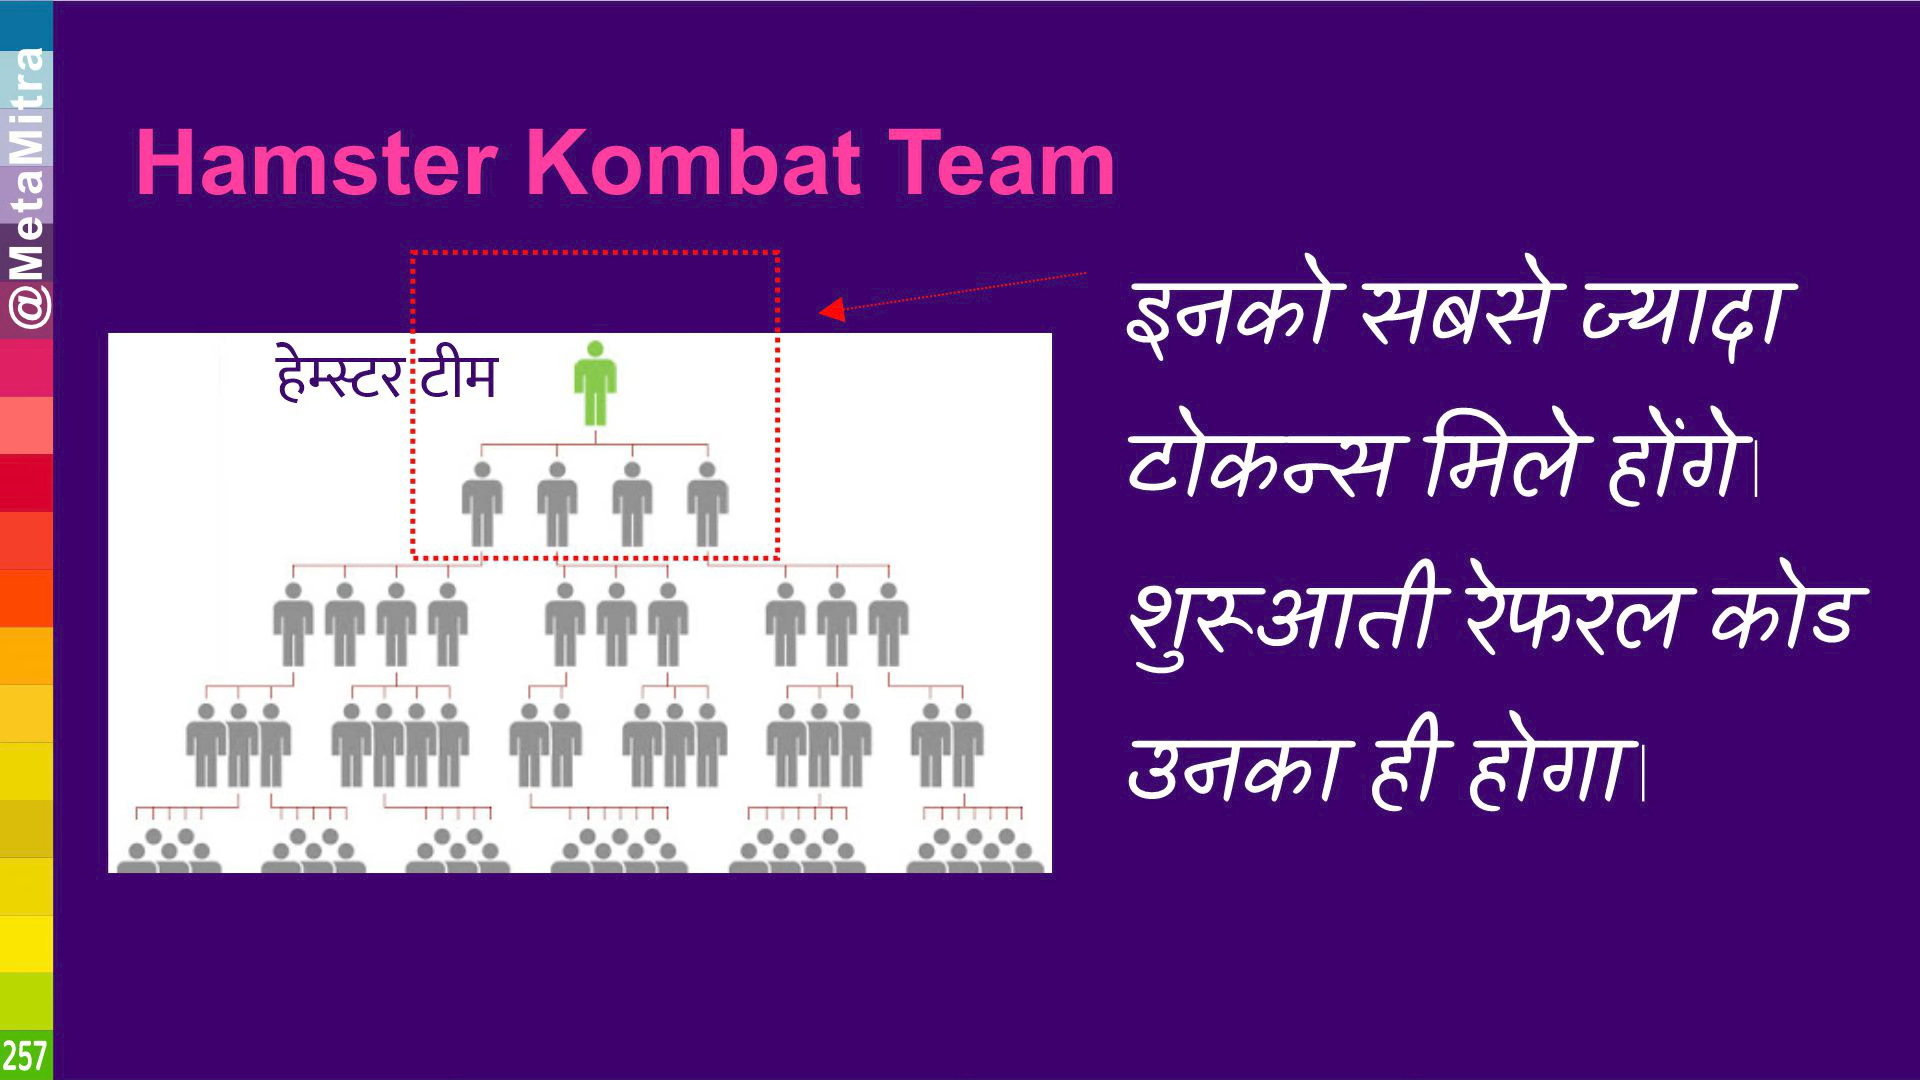 @MetaMitra
Hamster Kombat Team
हेम्स्टर टीम
इनको सबसे ज्यादा
टोकन्स मिले होंगे।
शुरूआती रेफरल कोड
उनका ही होगा।
257